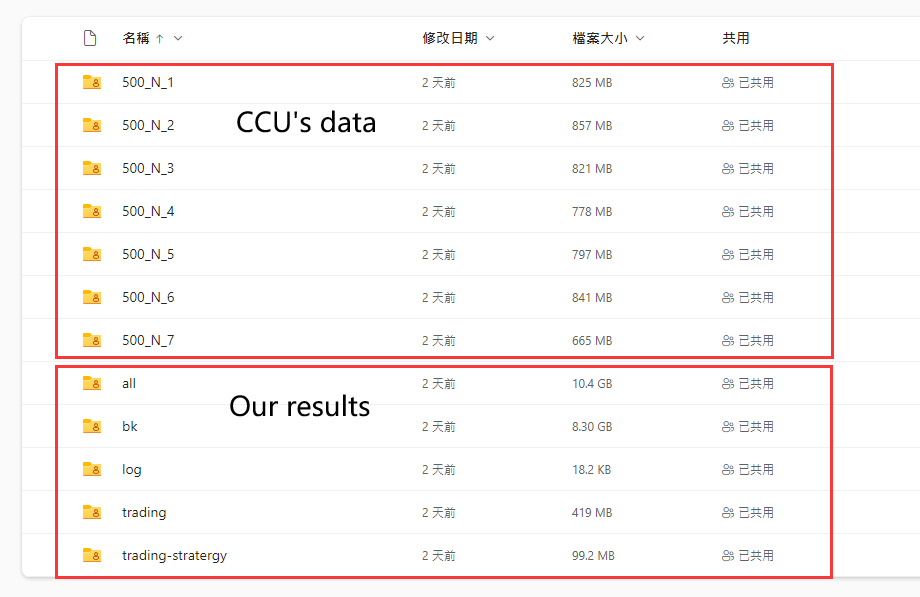 名稱 ↑ 修改日期 檔案大小 共用
500_N_1 2 天前 825 MB 已共用
CCU's data
500_N_2 2 天前 857 MB 已共用
500_N_3 2 天前 821 MB 已共用
500_N_4 2 天前 778 MB 已共用
500_N_5 2 天前 797 MB 已共用
500_N_6 2 天前 841 MB 已共用
500_N_7 2 天前 665 MB 已共用
all 2 天前 10.4 GB 已共用
Our results
bk 2 天前 8.30 GB 已共用
log 2 天前 18.2 KB 已共用
trading 2 天前 419 MB 已共用
trading-stratergy 2 天前 99.2 MB 已共用